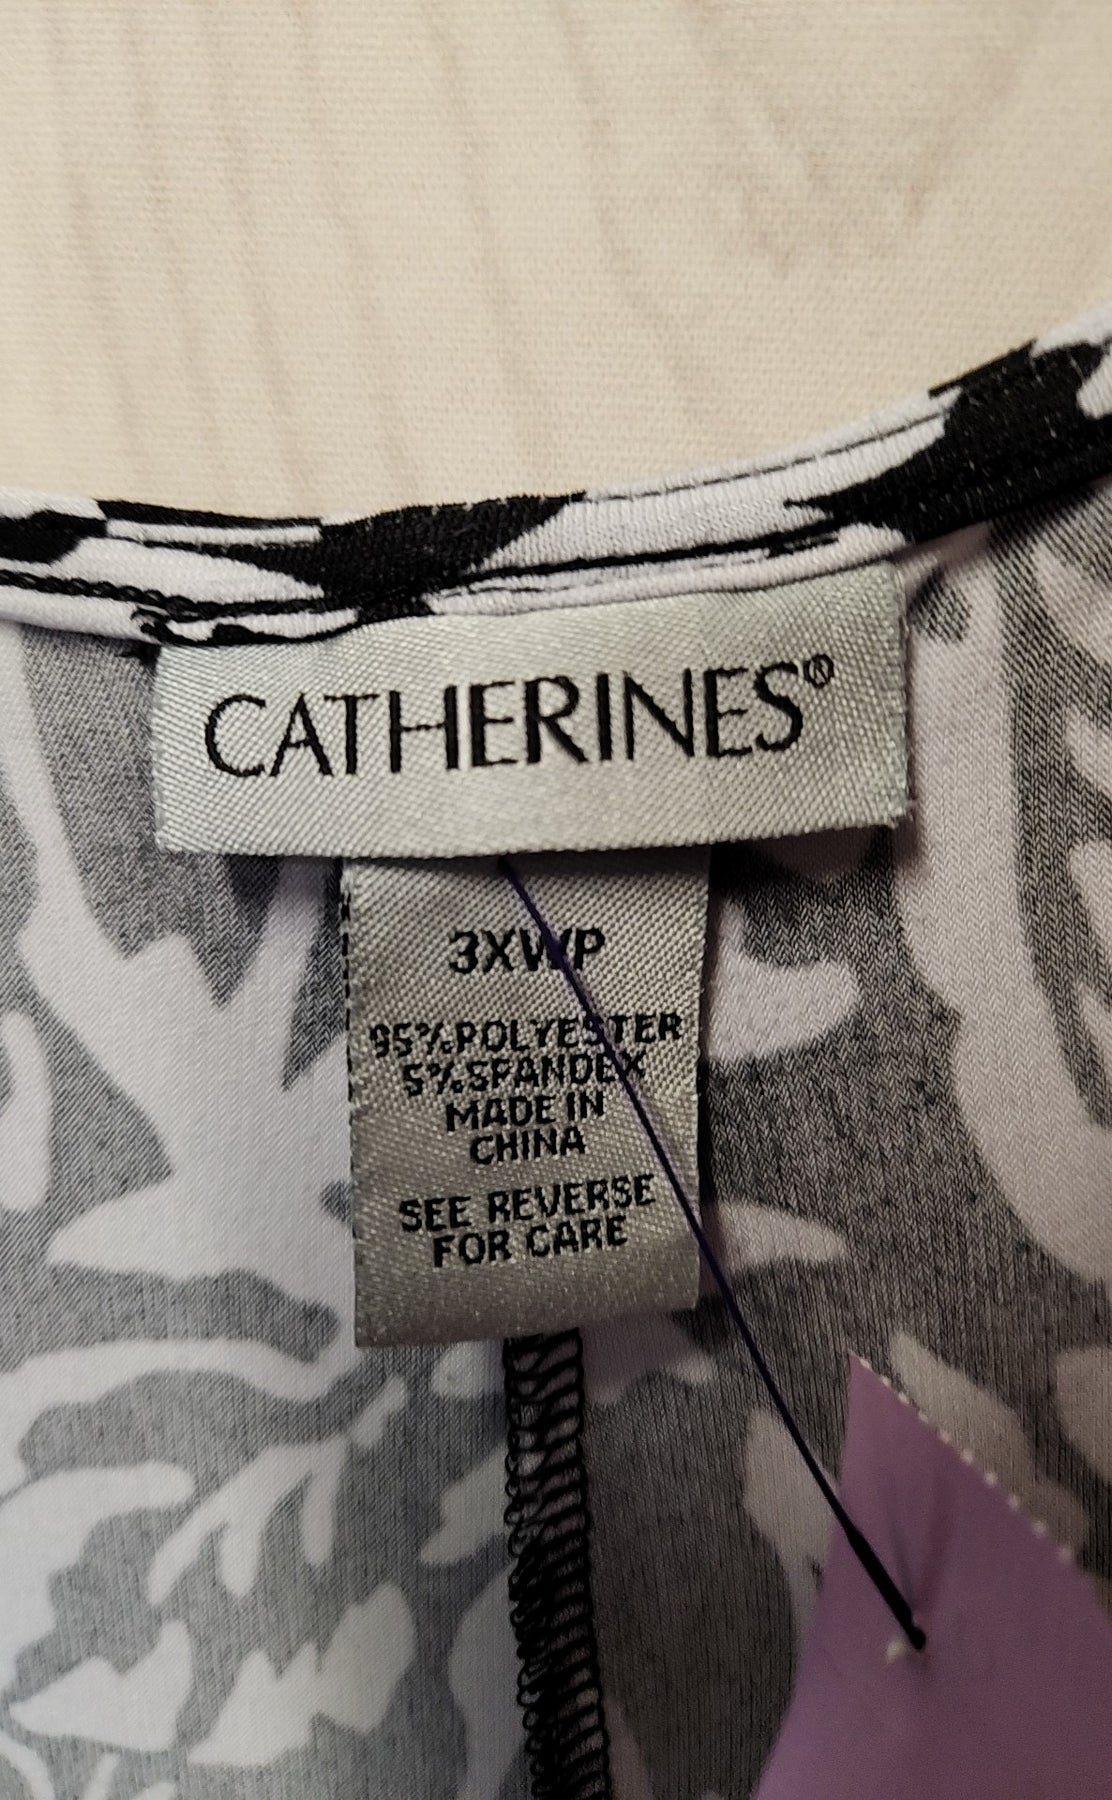 CATHERINES®
3XWP
95% POLYESTER
5% SPANDEX
MADE IN
CHINA
SEE REVERSE
FOR CARE